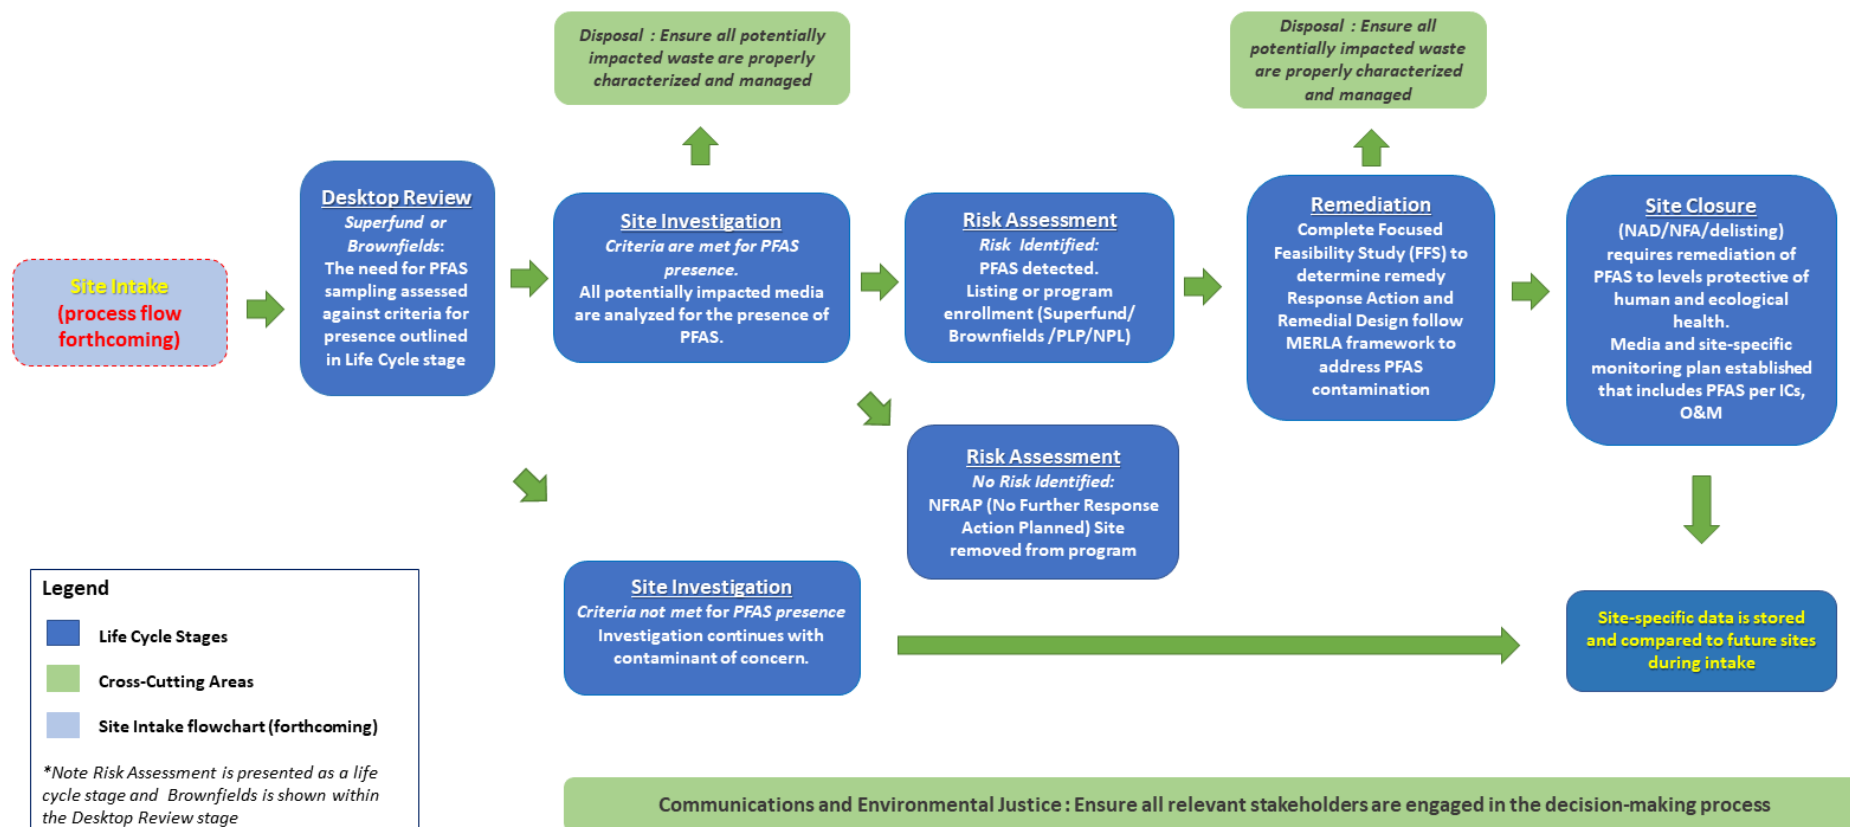 Disposal : Ensure all potentially
impacted waste are properly
characterized and managed
Disposal : Ensure all
potentially impacted waste
are properly characterized
and managed
Site Intake
(process flow
forthcoming)
Desktop Review
Superfund or
Brownfields:
The need for PFAS
sampling assessed
against criteria for
presence outlined
in Life Cycle stage
Site Investigation
Criteria are met for PFAS
presence.
All potentially impacted media
are analyzed for the presence of
PFAS.
Risk Assessment
Risk Identified:
PFAS detected.
Listing or program
enrollment (Superfund/
Brownfields /PLP/NPL)
Remediation
Complete Focused
Feasibility Study (FFS) to
determine remedy
Response Action and
Remedial Design follow
MERLA framework to
address PFAS
contamination
Site Closure
(NAD/NFA/delisting)
requires remediation of
PFAS to levels protective of
human and ecological
health.
Media and site-specific
monitoring plan established
that includes PFAS per ICs,
O&M
Risk Assessment
No Risk Identified:
NFRAP (No Further Response
Action Planned) Site
removed from program
Site Investigation
Criteria not met for PFAS presence
Investigation continues with
contaminant of concern.
Site-specific data is stored
and compared to future sites
during intake
Legend
Life Cycle Stages
Cross-Cutting Areas
Site Intake flowchart (forthcoming)
*Note Risk Assessment is presented as a life
cycle stage and Brownfields is shown within
the Desktop Review stage
Communications and Environmental Justice : Ensure all relevant stakeholders are engaged in the decision-making process